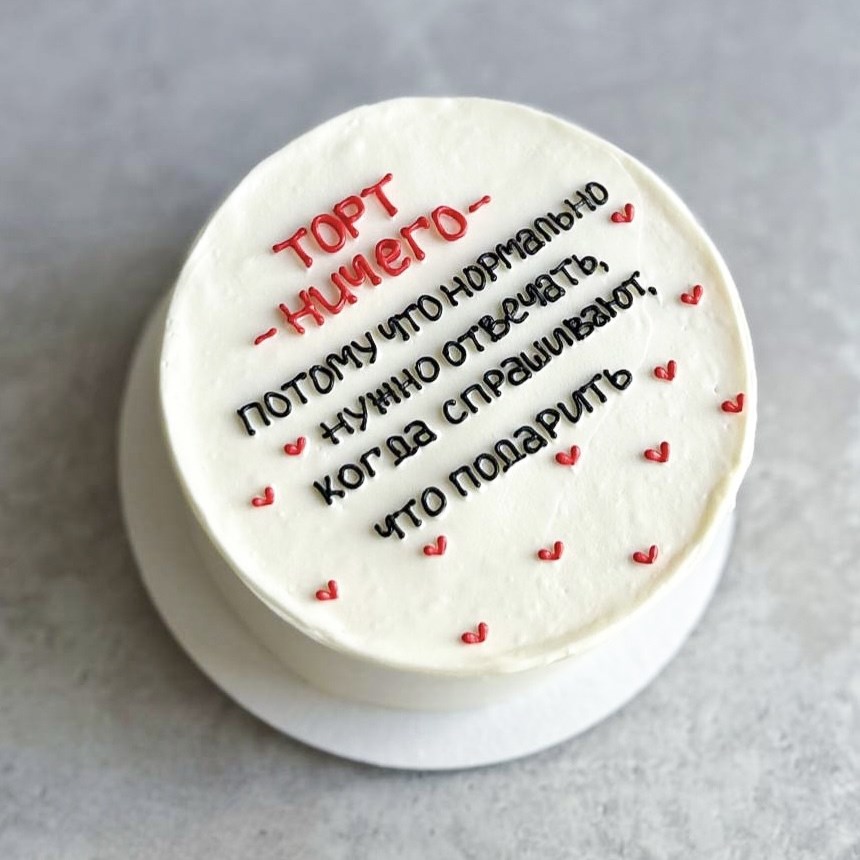 ТОРТ
-НИЧЕГО-
ПОТОМУ ЧТО НОРМАЛЬНО
НУЖНО ОТВЕЧАТЬ,
КОГДА СПРАШИВАЮТ,
ЧТО ПОДАРИТЬ